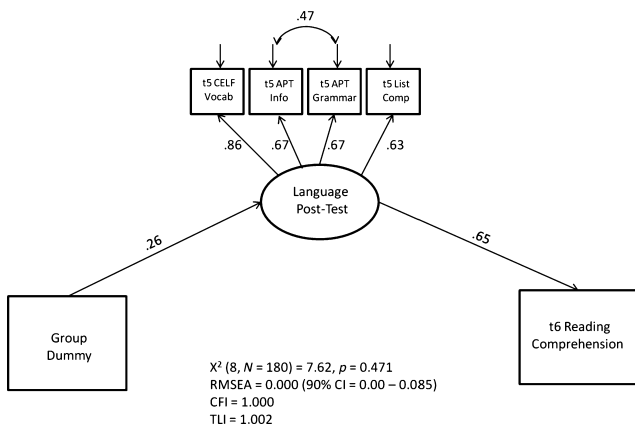 .47
t5 CELF
Vocab
t5 APT
Info
t5 APT
Grammar
t5 List
Comp
.86
.67
.67
.63
Language
Post-Test
.26
.65
Group
Dummy
t6 Reading
Comprehension
X² (8, N = 180) = 7.62, p = 0.471
RMSEA = 0.000 (90% CI = 0.00 – 0.085)
CFI = 1.000
TLI = 1.002